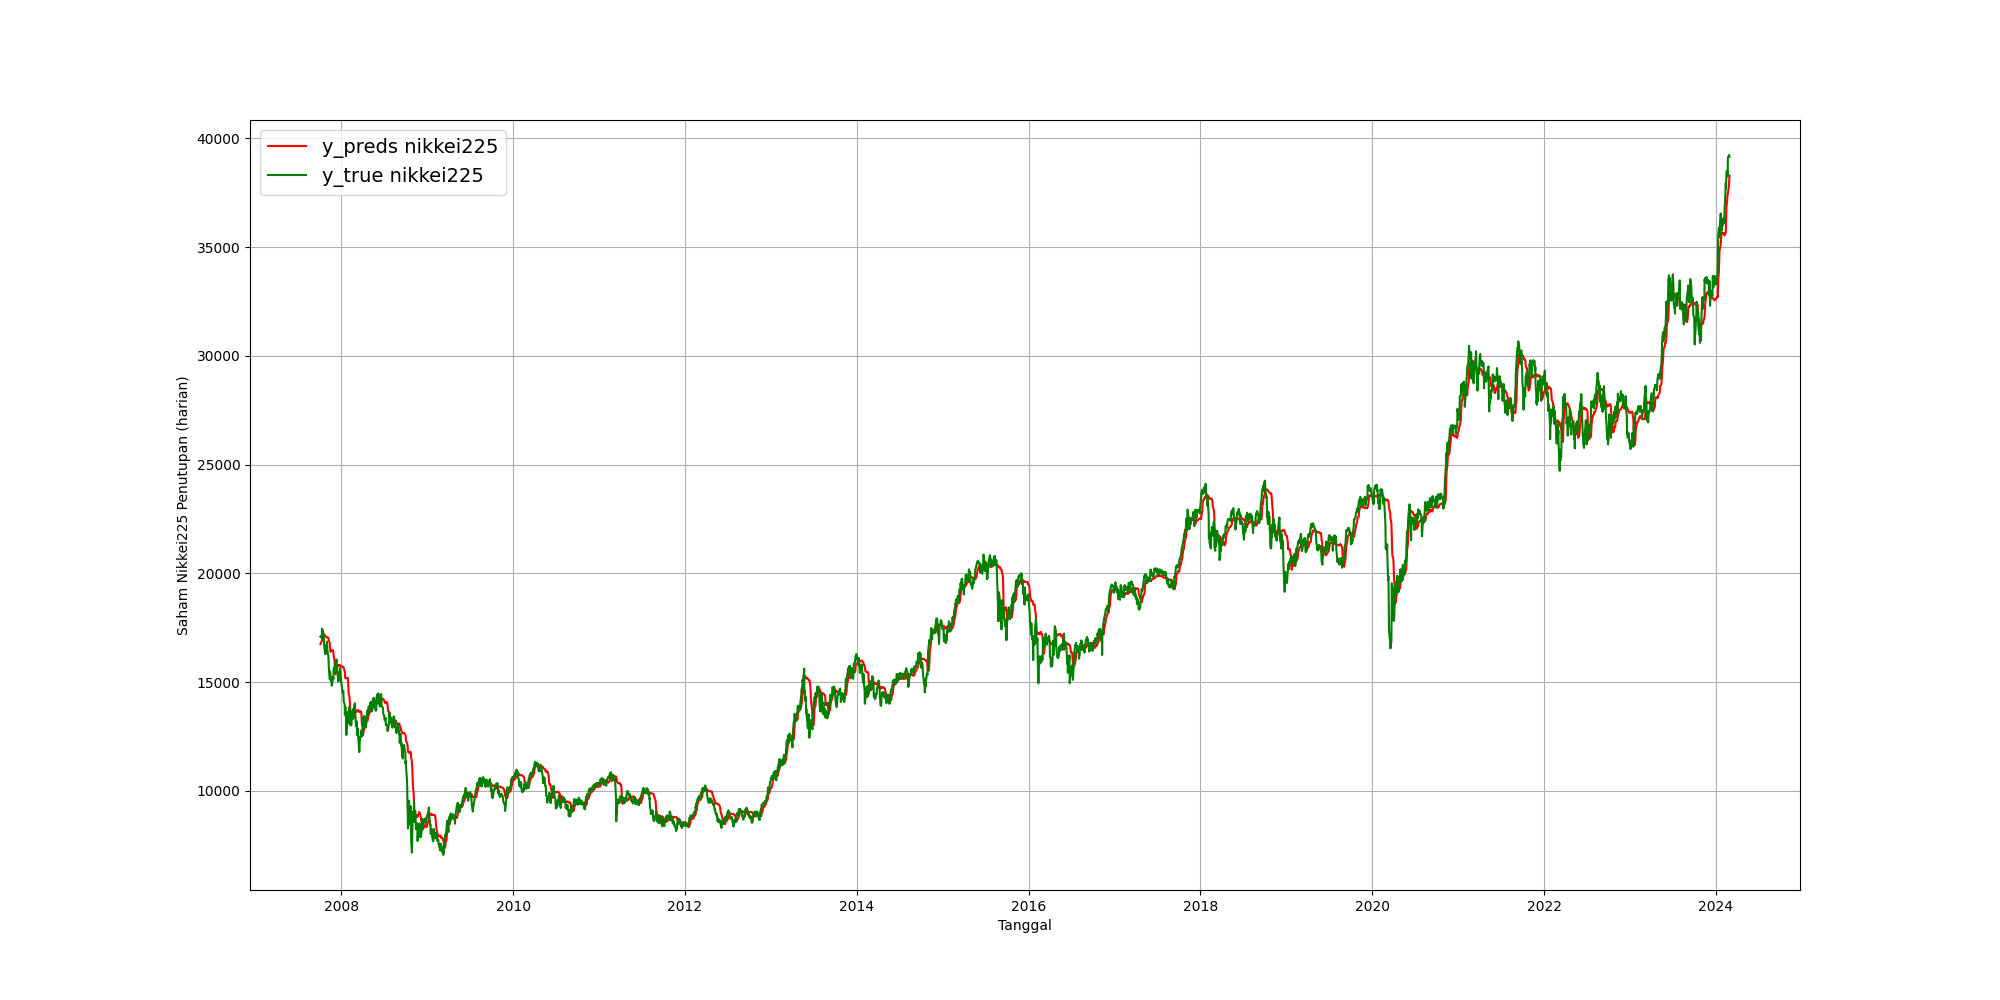 y_preds nikkei225
y_true nikkei225
40000
35000
30000
25000
20000
15000
10000
Saham Nikkei225 Penutupan (harian)
2008 2010 2012 2014 2016 2018 2020 2022 2024
Tanggal